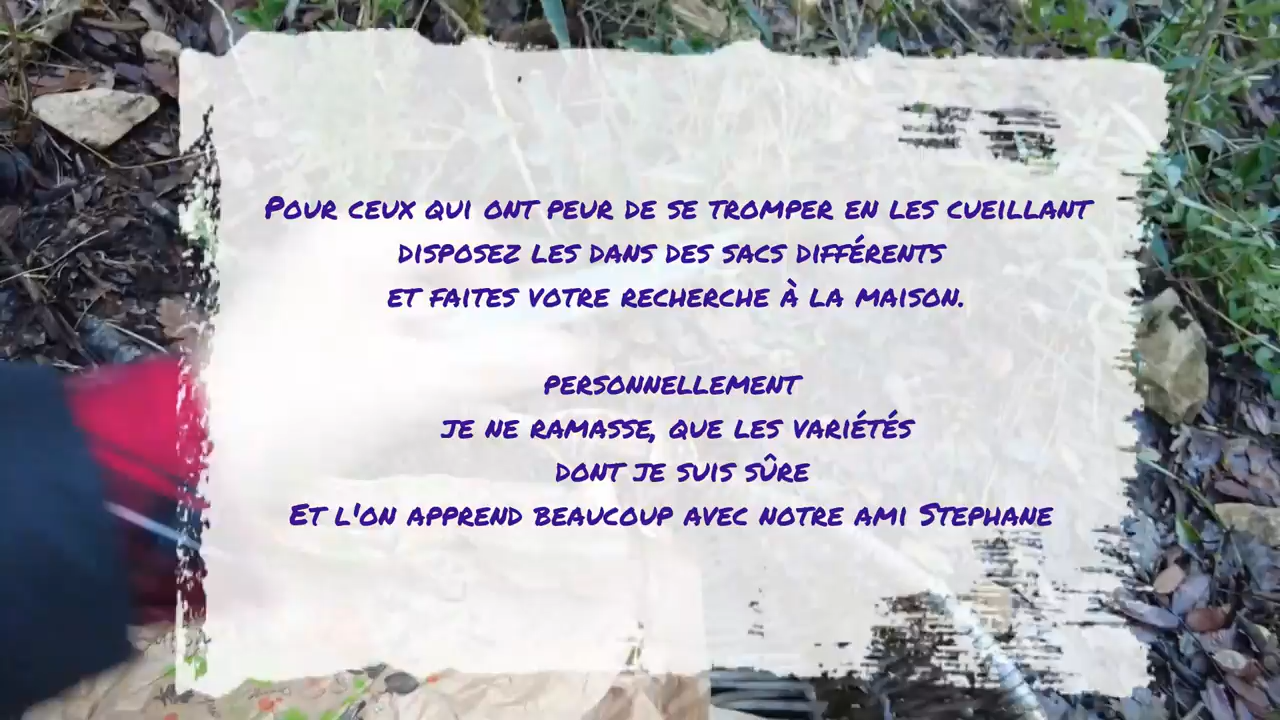 Pour ceux qui ont peur de se tromper en les cueillant
disposez les dans des sacs différents
et faites votre recherche à la maison.
personnellement
je ne ramasse, que les variétés
dont je suis sûre
Et l'on apprend beaucoup avec notre ami Stephane